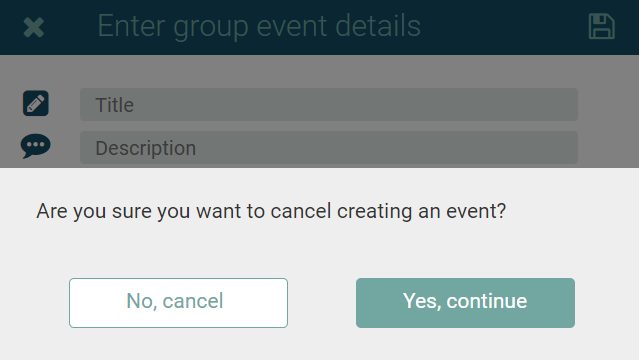 Enter group event details
Title
Description
Are you sure you want to cancel creating an event?
No, cancel
Yes, continue